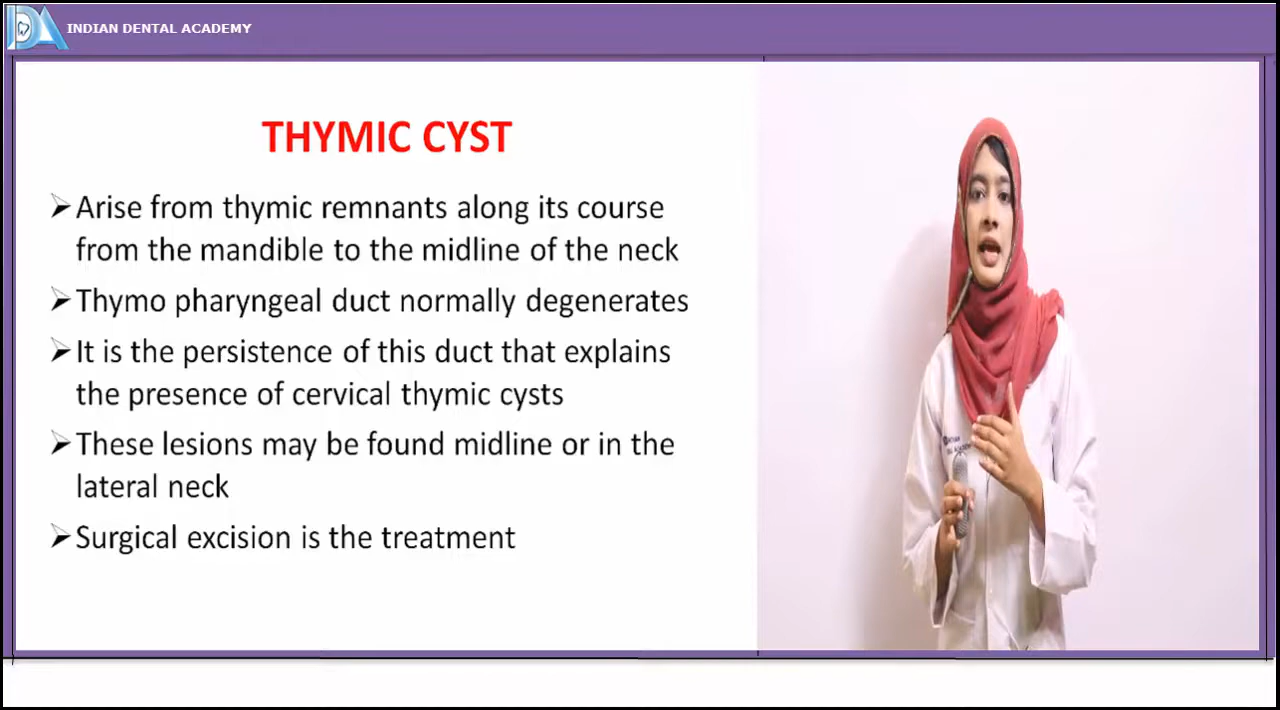 INDIAN DENTAL ACADEMY
THYMIC CYST
➢Arise from thymic remnants along its course
from the mandible to the midline of the neck
➢Thymo pharyngeal duct normally degenerates
➢It is the persistence of this duct that explains
the presence of cervical thymic cysts
➢These lesions may be found midline or in the
lateral neck
➢Surgical excision is the treatment